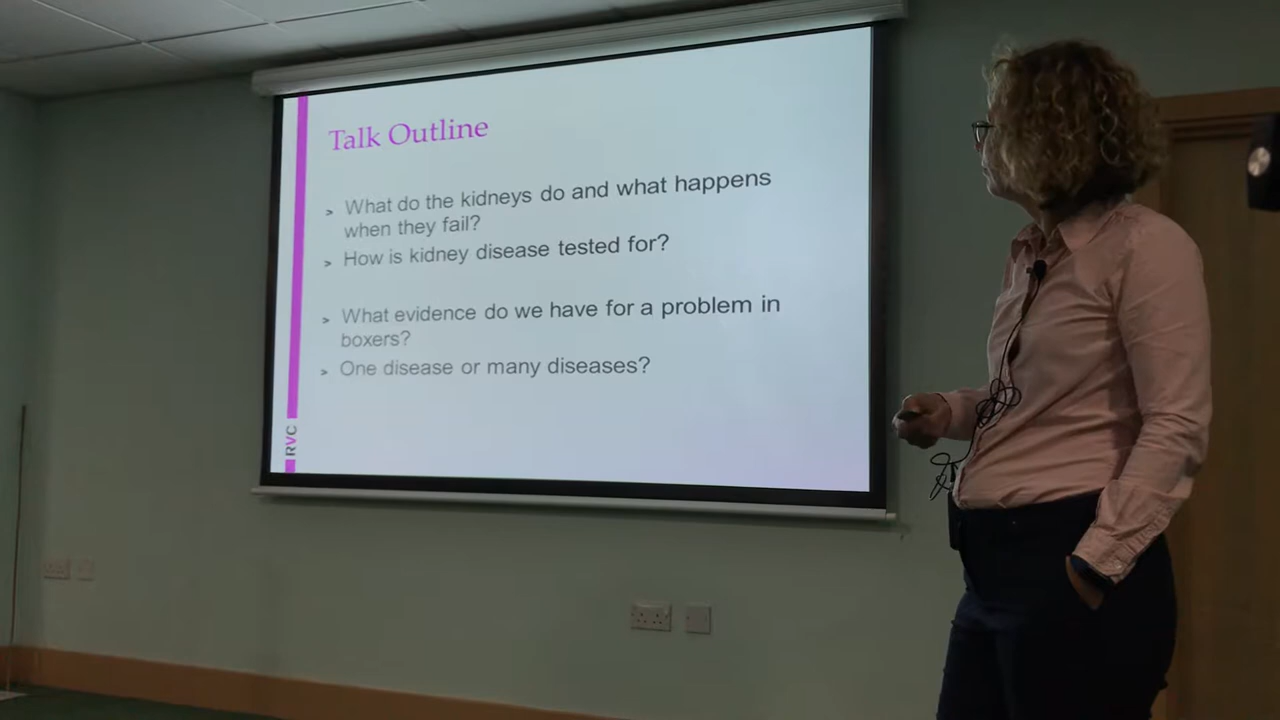 Talk Outline
> What do the kidneys do and what happens
when they fail?
> How is kidney disease tested for?
> What evidence do we have for a problem in
boxers?
> One disease or many diseases?
RVC